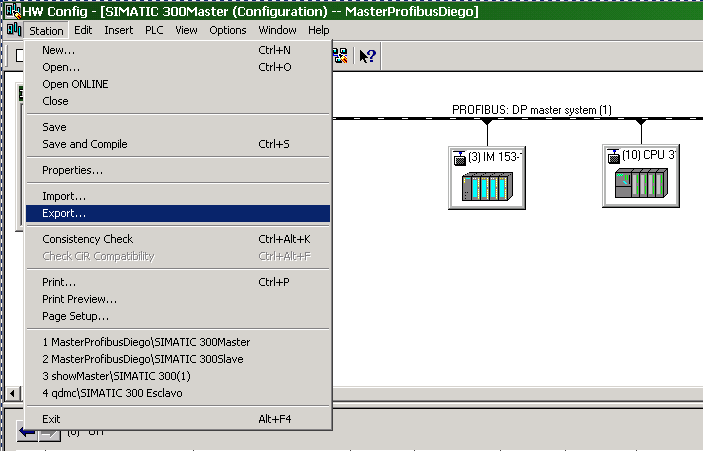 HW Config - [SIMATIC 300Master (Configuration) -- MasterProfibusDiego]
Station Edit Insert PLC View Options Window Help
New... Ctrl+N
Open... Ctrl+O
Open ONLINE
Close
Save
Save and Compile Ctrl+S
Properties...
Import...
Export...
Consistency Check Ctrl+Alt+K
Check CiR Compatibility Ctrl+Alt+F
Print... Ctrl+P
Print Preview...
Page Setup...
1 MasterProfibusDiego\SIMATIC 300Master
2 MasterProfibusDiego\SIMATIC 300Slave
3 showMaster\SIMATIC 300(1)
4 qdmc\SIMATIC 300 Esclavo
Exit Alt+F4
PROFIBUS: DP master system (1)
(3) IM 153-
(10) CPU 3